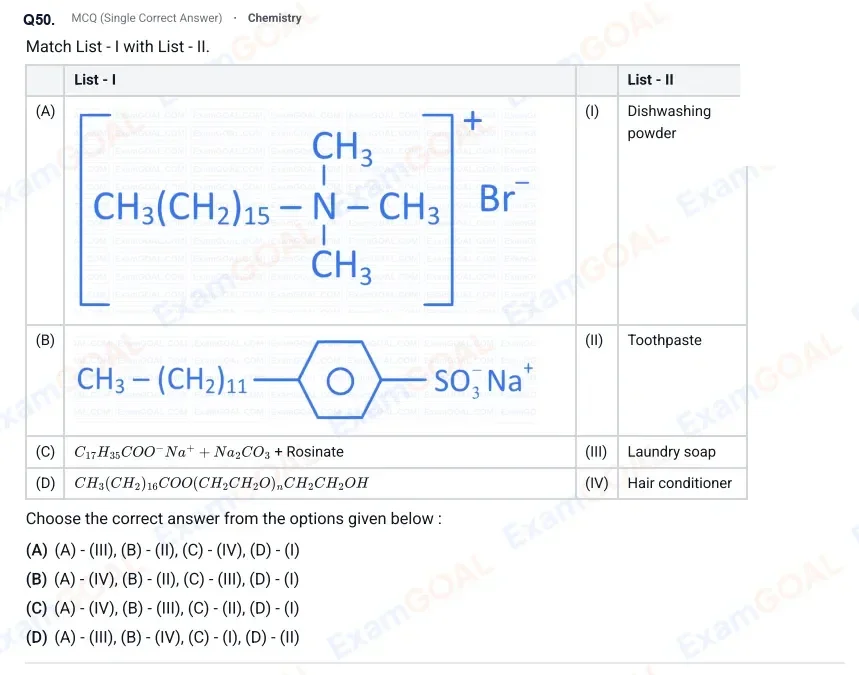 Q50. MCQ (Single Correct Answer) · Chemistry
Match List - I with List - II.
List - I List - II
(A) [CH₃(CH₂)₁₅ – N(CH₃)(CH₃) – CH₃]⁺ Br⁻ (I) Dishwashing powder
(B) CH₃ – (CH₂)₁₁ – SO₃⁻ Na⁺ (II) Toothpaste
(C) C₁₇H₃₅COO⁻Na⁺ + Na₂CO₃ + Rosinate (III) Laundry soap
(D) CH₃(CH₂)₁₆COO(CH₂CH₂O)ₙCH₂CH₂OH (IV) Hair conditioner
Choose the correct answer from the options given below :
(A) (A) - (III), (B) - (II), (C) - (IV), (D) - (I)
(B) (A) - (IV), (B) - (II), (C) - (III), (D) - (I)
(C) (A) - (IV), (B) - (III), (C) - (II), (D) - (I)
(D) (A) - (III), (B) - (IV), (C) - (I), (D) - (II)
ExamGOAL